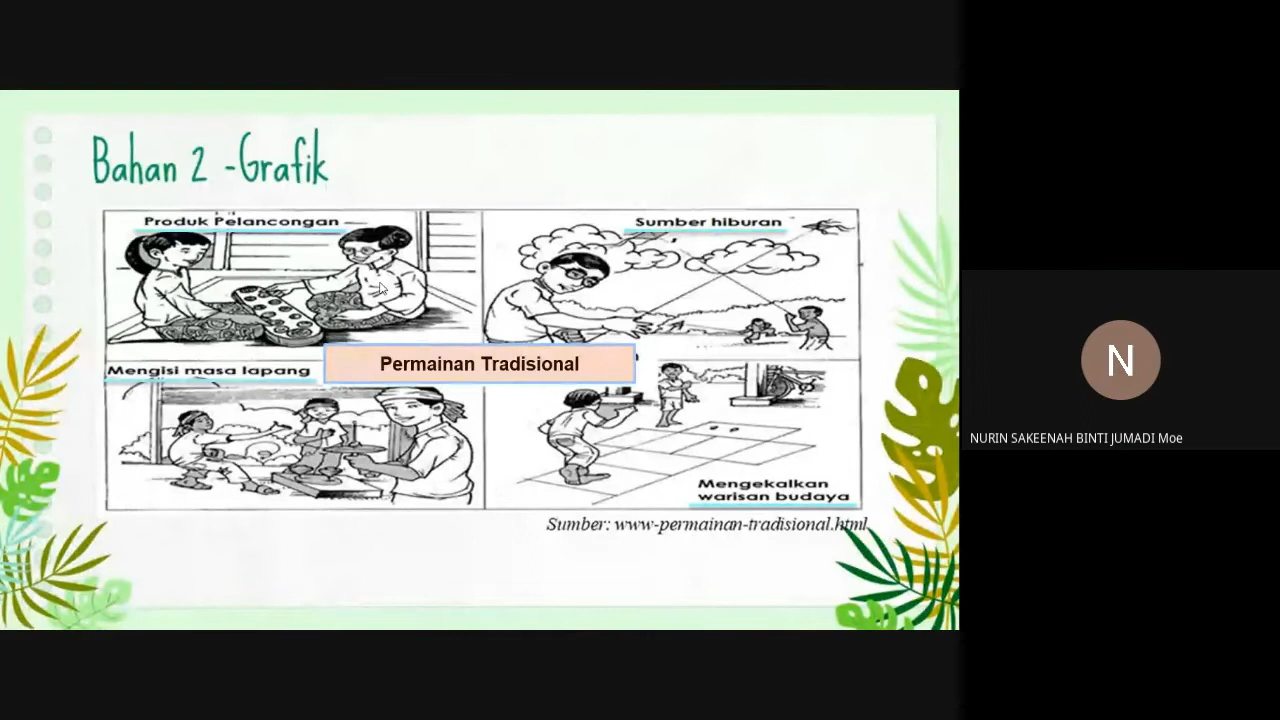 Bahan 2 -Grafik
Produk Pelancongan
Sumber hiburan
Permainan Tradisional
Mengisi masa lapang
Mengekalkan
warisan budaya
Sumber: www-permainan-tradisional.html
N
NURIN SAKEENAH BINTI JUMADI Moe